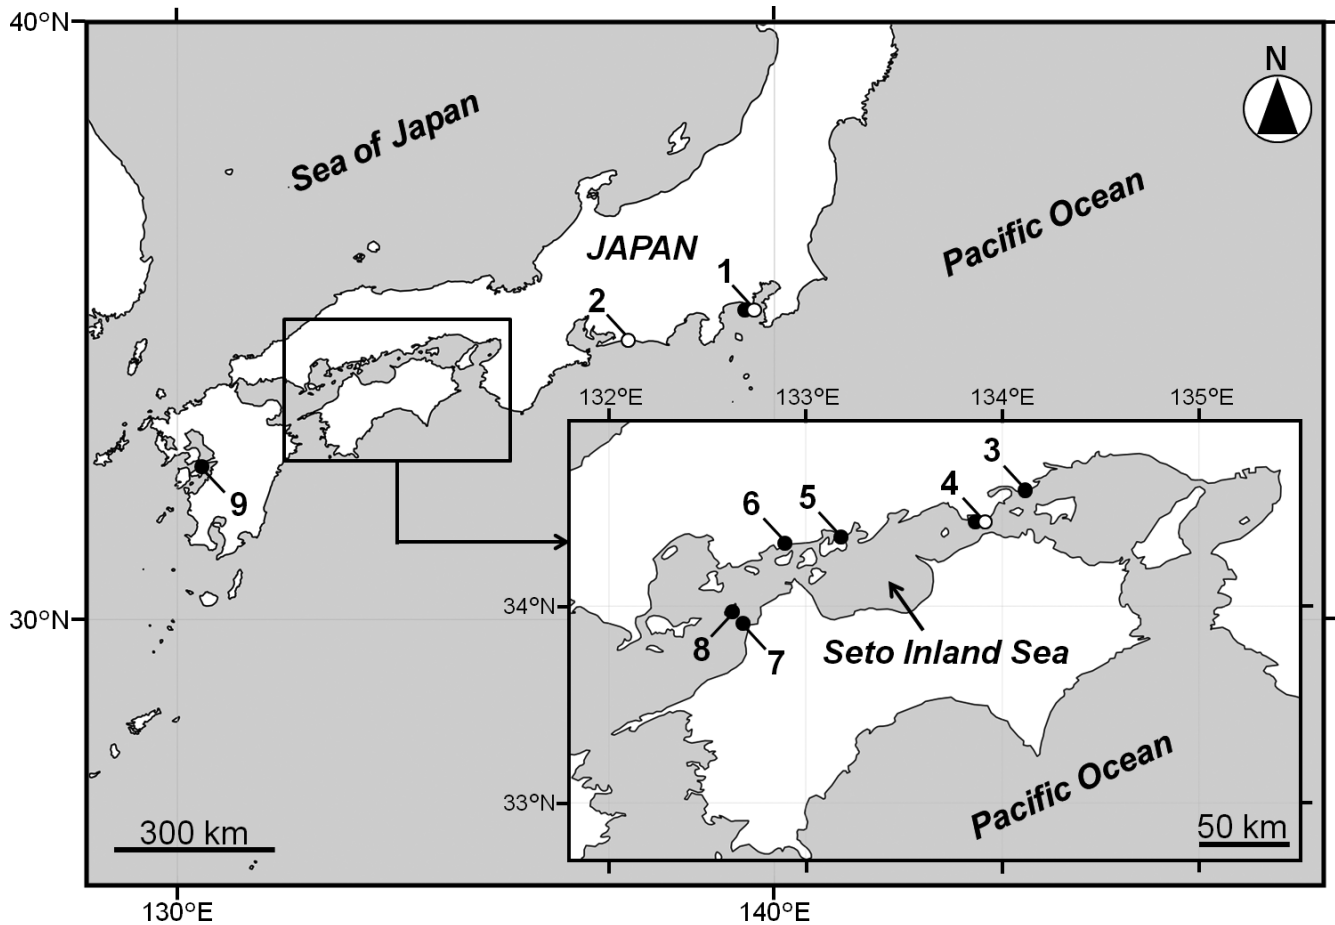 40°N
N
Sea of Japan
Pacific Ocean
JAPAN
1
2
132°E
133°E
134°E
135°E
3
4
5
6
9
34°N
8
7
Seto Inland Sea
30°N
Pacific Ocean
33°N
300 km
50 km
130°E
140°E